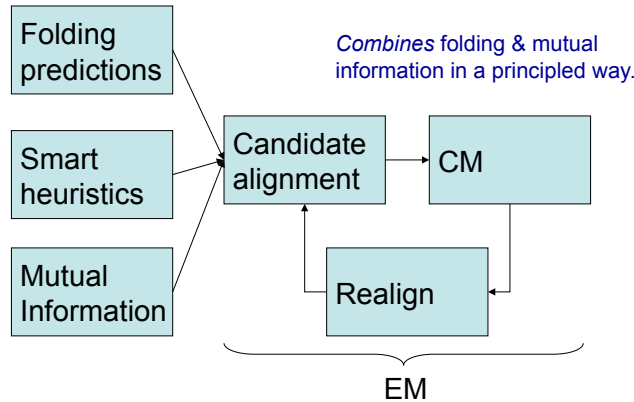 Folding
predictions
Combines folding & mutual
information in a principled way.
Smart
heuristics
Candidate
alignment
CM
Mutual
Information
Realign
EM